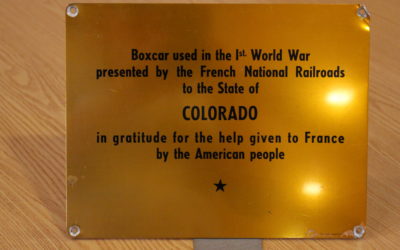 Boxcar used in the 1st. World War
presented by the French National Railroads
to the State of
COLORADO
in gratitude for the help given to France
by the American people